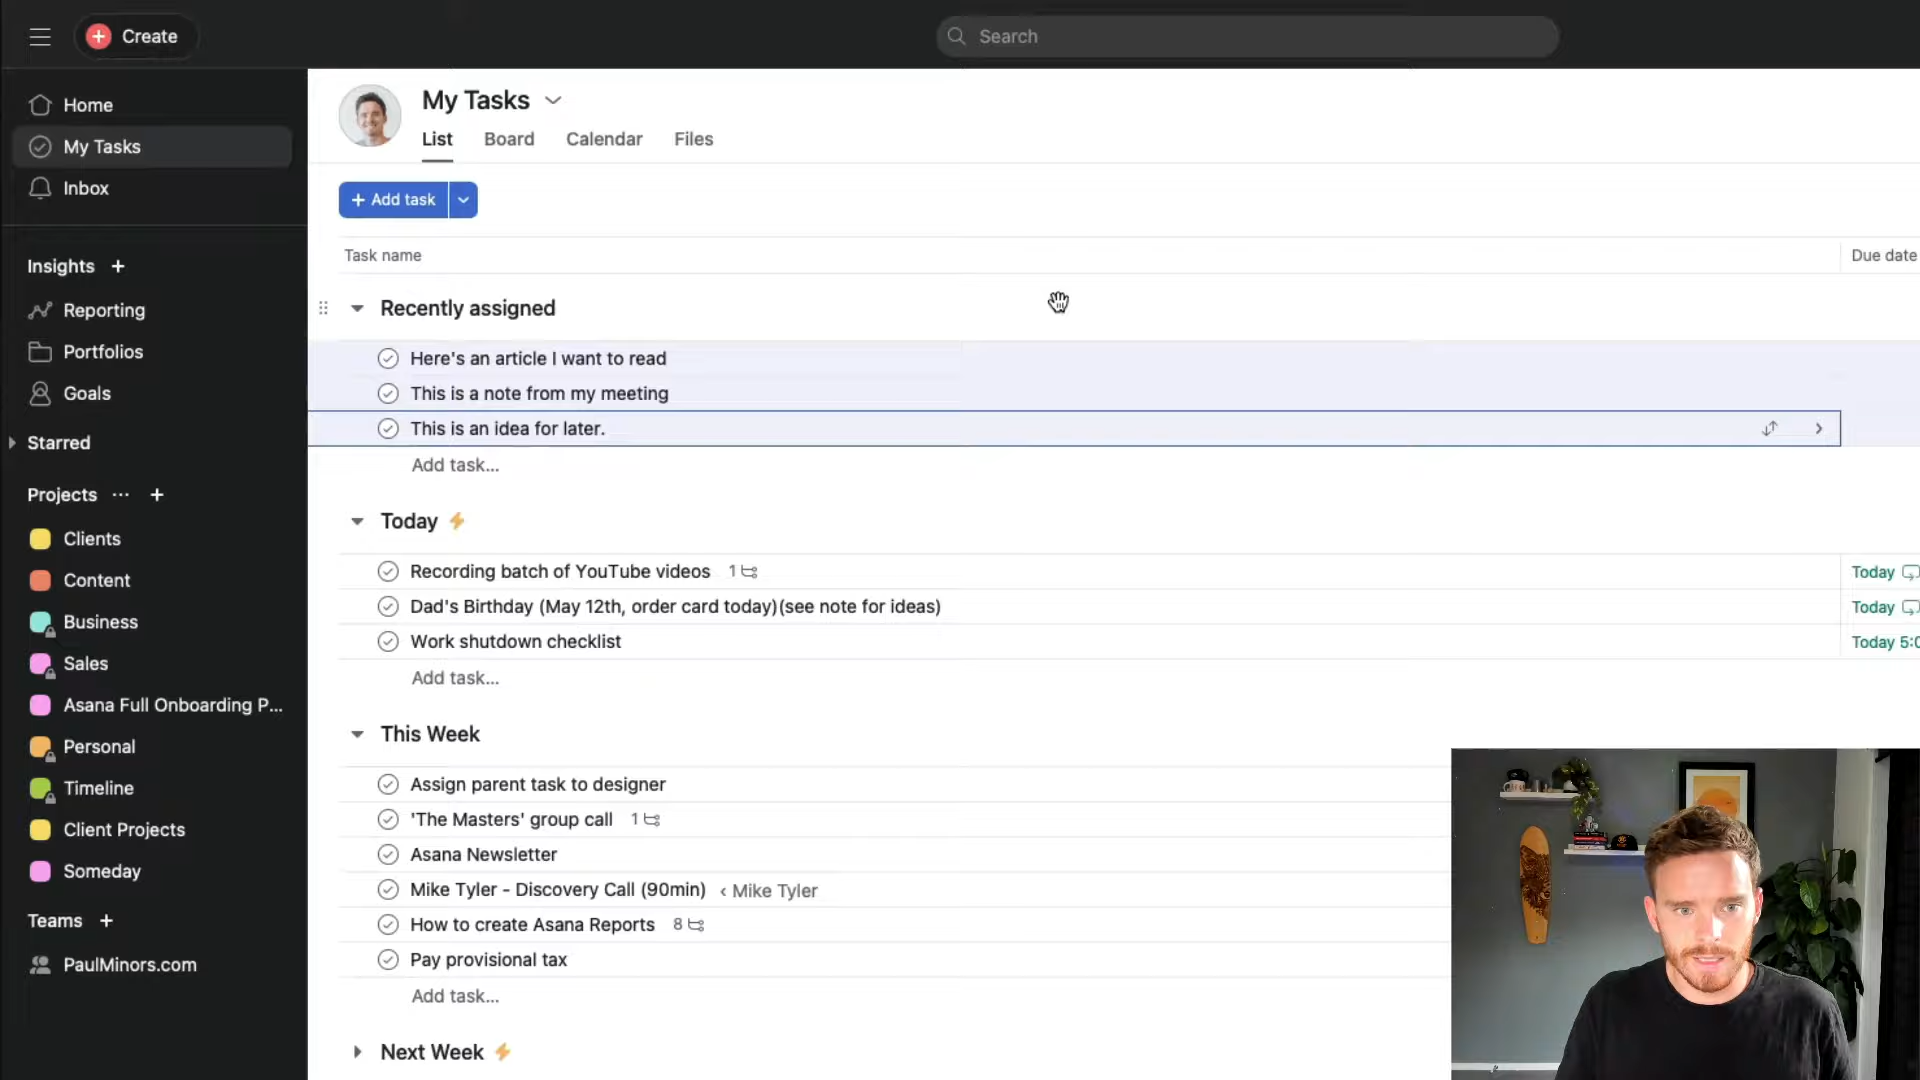 Create
Search
Home
My Tasks
Inbox
Insights +
Reporting
Portfolios
Goals
Starred
Projects ... +
Clients
Content
Business
Sales
Asana Full Onboarding P...
Personal
Timeline
Client Projects
Someday
Teams +
PaulMinors.com
My Tasks
List Board Calendar Files
+ Add task
Task name Due date
Recently assigned
Here's an article I want to read
This is a note from my meeting
This is an idea for later.
Add task...
Today
Recording batch of YouTube videos 1 Today
Dad's Birthday (May 12th, order card today)(see note for ideas) Today
Work shutdown checklist Today 5:0
Add task...
This Week
Assign parent task to designer
'The Masters' group call 1
Asana Newsletter
Mike Tyler - Discovery Call (90min) ‹ Mike Tyler
How to create Asana Reports 8
Pay provisional tax
Add task...
Next Week